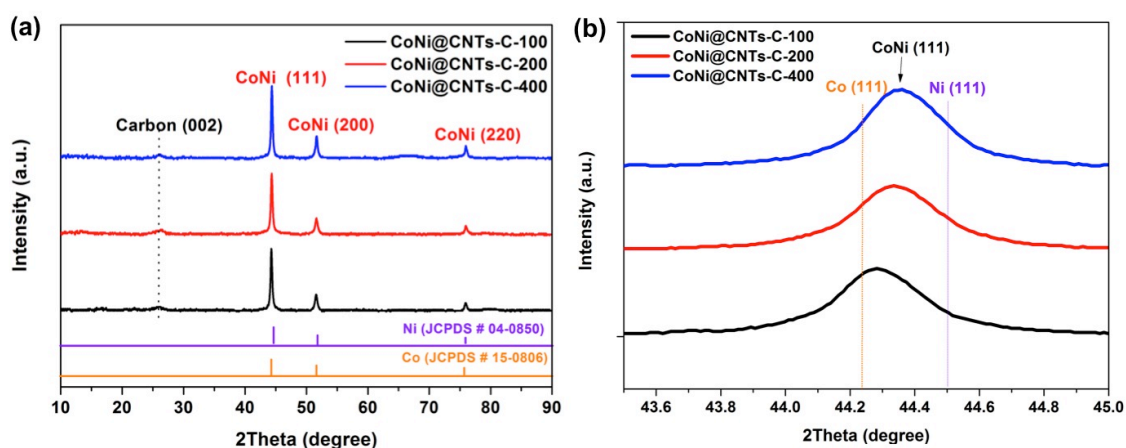 (a)
CoNi@CNTs-C-100
CoNi@CNTs-C-200
CoNi@CNTs-C-400
CoNi (111)
Carbon (002)
CoNi (200)
CoNi (220)
Ni (JCPDS # 04-0850)
Co (JCPDS # 15-0806)
Intensity (a.u.)
10 20 30 40 50 60 70 80 90
2Theta (degree)
(b)
CoNi@CNTs-C-100
CoNi@CNTs-C-200
CoNi@CNTs-C-400
CoNi (111)
Co (111)
Ni (111)
Intensity (a.u.)
43.6 43.8 44.0 44.2 44.4 44.6 44.8 45.0
2Theta (degree)